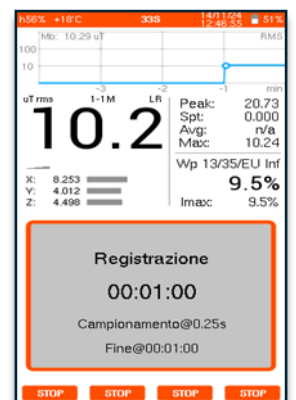 h56% +18°C 33S 14/11/24 12:46:55 51%
Mb: 10.29 uT RMS
100
10
-3 -2 -1 min
uT rms 1-1M LR
10.2
Peak: 20.73
Spt: 0.000
Avg: n/a
Max: 10.24
Wp 13/35/EU Inf
9.5%
Imax: 9.5%
X: 8.253
Y: 4.012
Z: 4.498
Registrazione
00:01:00
Campionamento@0.25s
Fine@00:01:00
STOP STOP STOP STOP